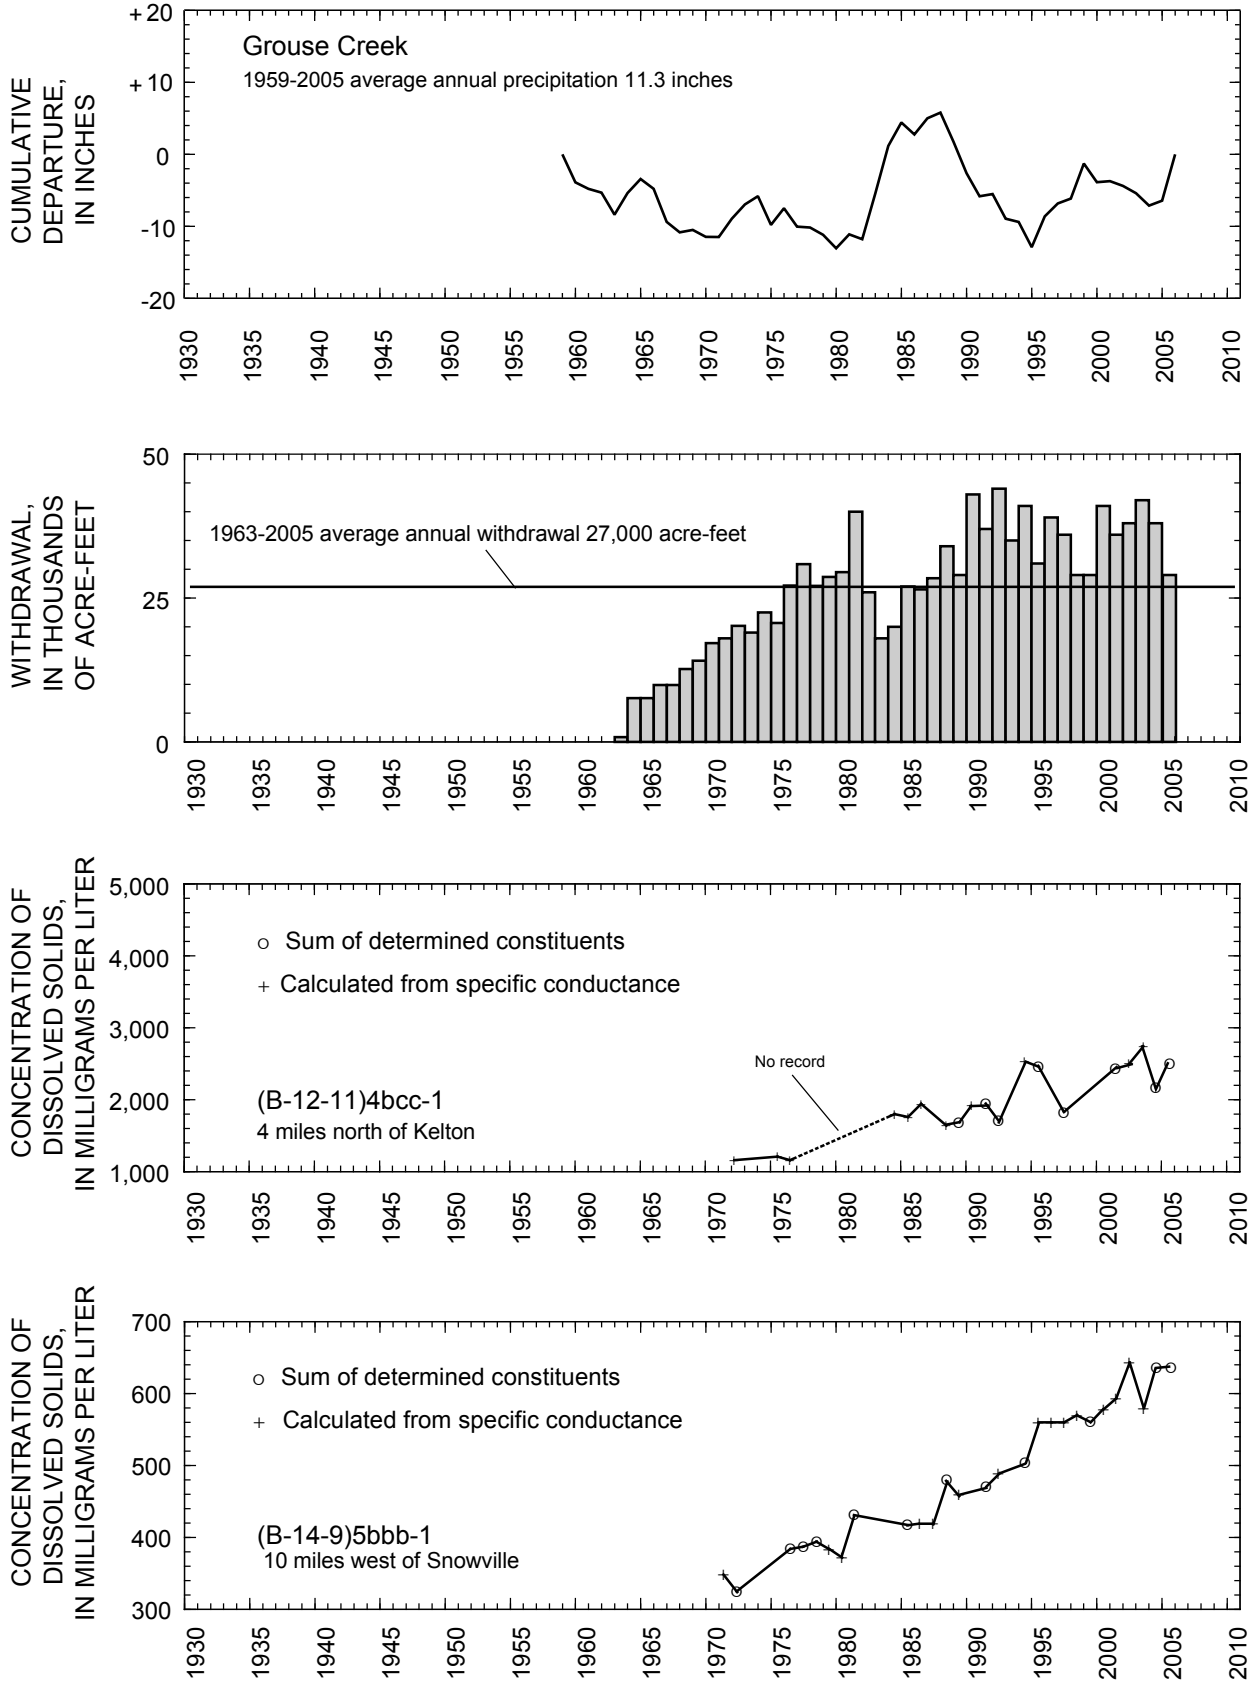 +20
+10
0
-10
-20
CUMULATIVE
DEPARTURE,
IN INCHES
Grouse Creek
1959-2005 average annual precipitation 11.3 inches
1930 1935 1940 1945 1950 1955 1960 1965 1970 1975 1980 1985 1990 1995 2000 2005 2010
50
25
0
WITHDRAWAL,
IN THOUSANDS
OF ACRE-FEET
1963-2005 average annual withdrawal 27,000 acre-feet
1930 1935 1940 1945 1950 1955 1960 1965 1970 1975 1980 1985 1990 1995 2000 2005 2010
5,000
4,000
3,000
2,000
1,000
CONCENTRATION OF
DISSOLVED SOLIDS,
IN MILLIGRAMS PER LITER
Sum of determined constituents
Calculated from specific conductance
No record
(B-12-11)4bcc-1
4 miles north of Kelton
1930 1935 1940 1945 1950 1955 1960 1965 1970 1975 1980 1985 1990 1995 2000 2005 2010
700
600
500
400
300
CONCENTRATION OF
DISSOLVED SOLIDS,
IN MILLIGRAMS PER LITER
Sum of determined constituents
Calculated from specific conductance
(B-14-9)5bbb-1
10 miles west of Snowville
1930 1935 1940 1945 1950 1955 1960 1965 1970 1975 1980 1985 1990 1995 2000 2005 2010